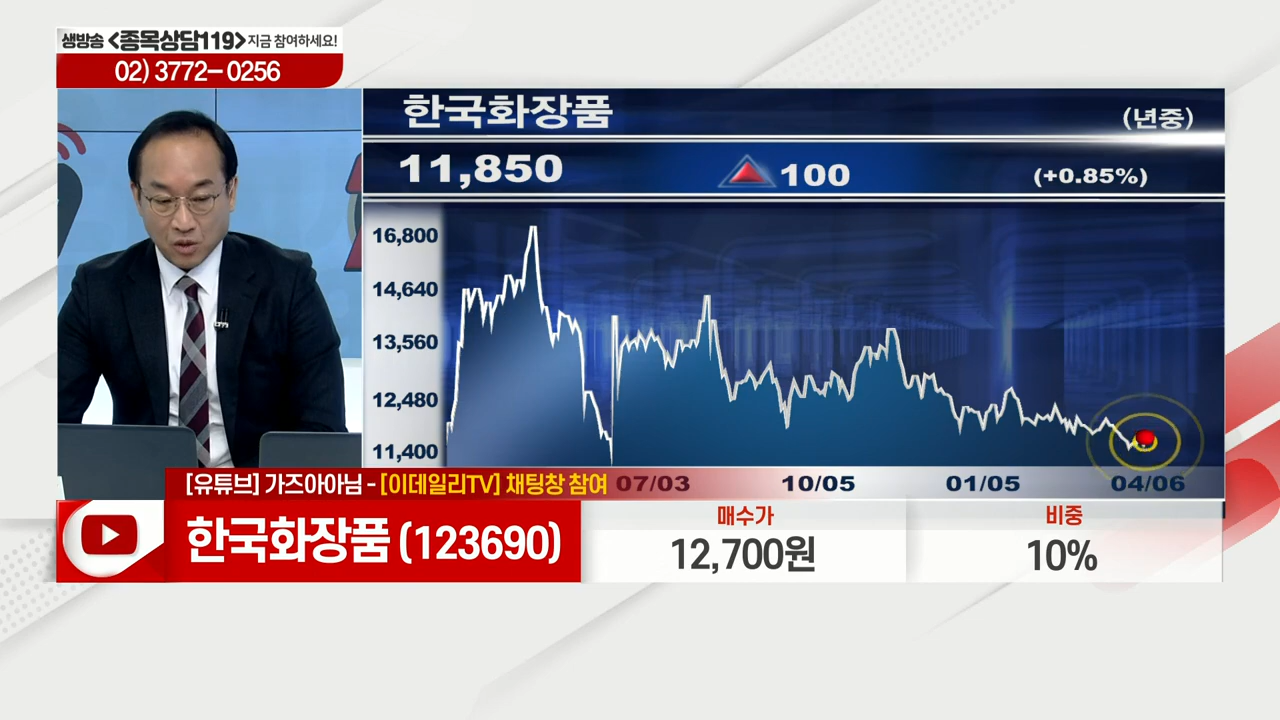 생방송 <종목상담119> 지금 참여하세요!
02) 3772-0256
한국화장품 (년중)
11,850 ▲ 100 (+0.85%)
16,800
14,640
13,560
12,480
11,400
07/03 10/05 01/05 04/06
[유튜브] 가즈아아님 - [이데일리TV] 채팅창 참여
한국화장품 (123690)
매수가 비중
12,700원 10%